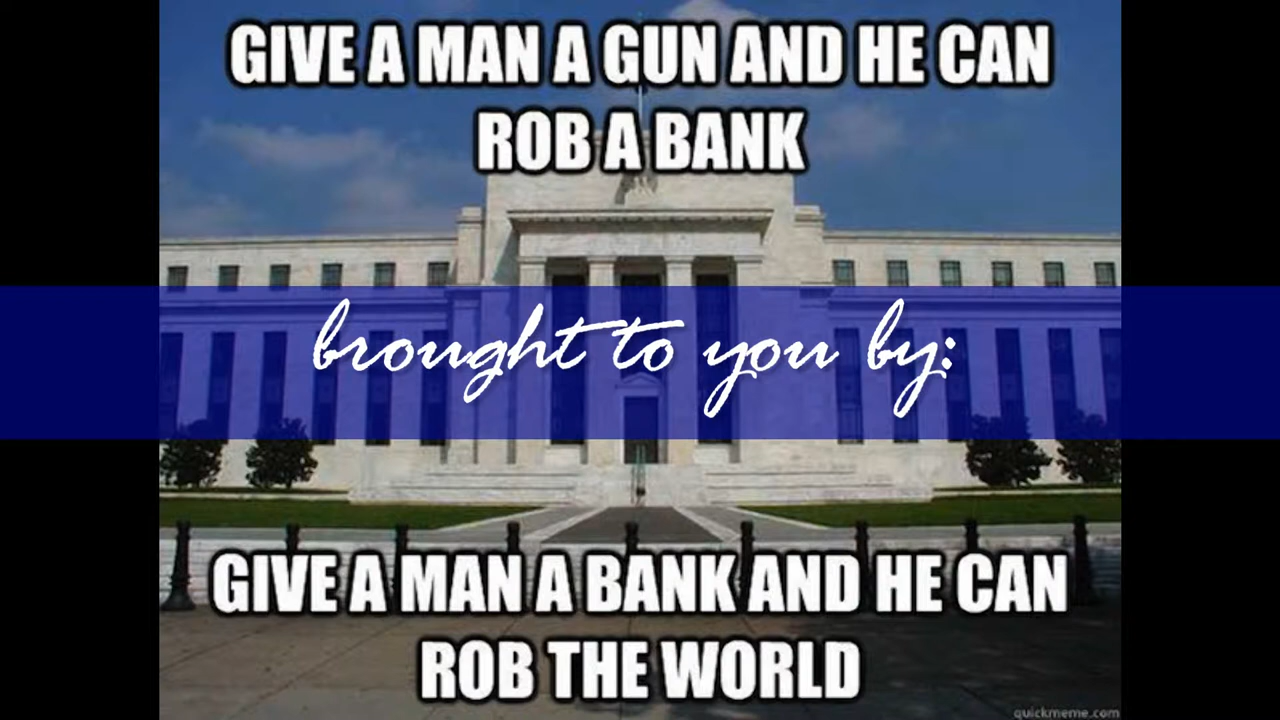 GIVE A MAN A GUN AND HE CAN
ROB A BANK
brought to you by:
GIVE A MAN A BANK AND HE CAN
ROB THE WORLD
quickmeme.com